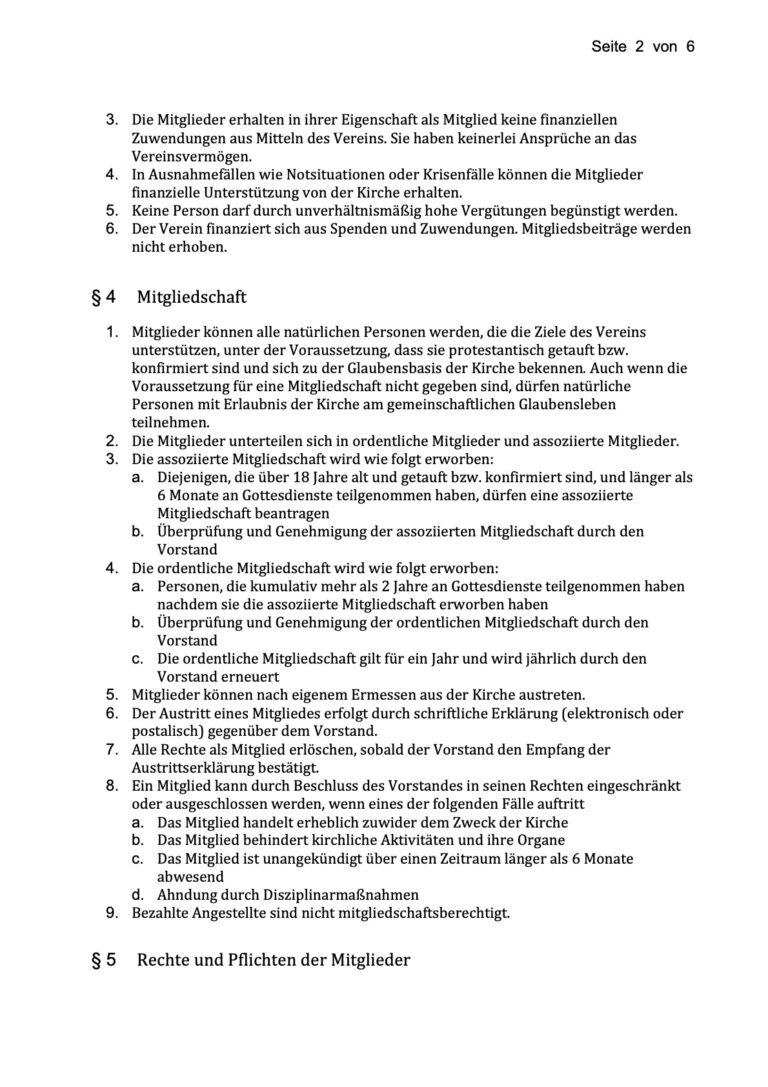 Seite 2 von 6
3. Die Mitglieder erhalten in ihrer Eigenschaft als Mitglied keine finanziellen
Zuwendungen aus Mitteln des Vereins. Sie haben keinerlei Ansprüche an das
Vereinsvermögen.
4. In Ausnahmefällen wie Notsituationen oder Krisenfälle können die Mitglieder
finanzielle Unterstützung von der Kirche erhalten.
5. Keine Person darf durch unverhältnismäßig hohe Vergütungen begünstigt werden.
6. Der Verein finanziert sich aus Spenden und Zuwendungen. Mitgliedsbeiträge werden
nicht erhoben.
§ 4 Mitgliedschaft
1. Mitglieder können alle natürlichen Personen werden, die die Ziele des Vereins
unterstützen, unter der Voraussetzung, dass sie protestantisch getauft bzw.
konfirmiert sind und sich zu der Glaubensbasis der Kirche bekennen. Auch wenn die
Voraussetzung für eine Mitgliedschaft nicht gegeben sind, dürfen natürliche
Personen mit Erlaubnis der Kirche am gemeinschaftlichen Glaubensleben
teilnehmen.
2. Die Mitglieder unterteilen sich in ordentliche Mitglieder und assoziierte Mitglieder.
3. Die assoziierte Mitgliedschaft wird wie folgt erworben:
a. Diejenigen, die über 18 Jahre alt und getauft bzw. konfirmiert sind, und länger als
6 Monate an Gottesdienste teilgenommen haben, dürfen eine assoziierte
Mitgliedschaft beantragen
b. Überprüfung und Genehmigung der assoziierten Mitgliedschaft durch den
Vorstand
4. Die ordentliche Mitgliedschaft wird wie folgt erworben:
a. Personen, die kumulativ mehr als 2 Jahre an Gottesdienste teilgenommen haben
nachdem sie die assoziierte Mitgliedschaft erworben haben
b. Überprüfung und Genehmigung der ordentlichen Mitgliedschaft durch den
Vorstand
c. Die ordentliche Mitgliedschaft gilt für ein Jahr und wird jährlich durch den
Vorstand erneuert
5. Mitglieder können nach eigenem Ermessen aus der Kirche austreten.
6. Der Austritt eines Mitgliedes erfolgt durch schriftliche Erklärung (elektronisch oder
postalisch) gegenüber dem Vorstand.
7. Alle Rechte als Mitglied erlöschen, sobald der Vorstand den Empfang der
Austrittserklärung bestätigt.
8. Ein Mitglied kann durch Beschluss des Vorstandes in seinen Rechten eingeschränkt
oder ausgeschlossen werden, wenn eines der folgenden Fälle auftritt
a. Das Mitglied handelt erheblich zuwider dem Zweck der Kirche
b. Das Mitglied behindert kirchliche Aktivitäten und ihre Organe
c. Das Mitglied ist unangekündigt über einen Zeitraum länger als 6 Monate
abwesend
d. Ahndung durch Disziplinarmaßnahmen
9. Bezahlte Angestellte sind nicht mitgliedschaftsberechtigt.
§ 5 Rechte und Pflichten der Mitglieder